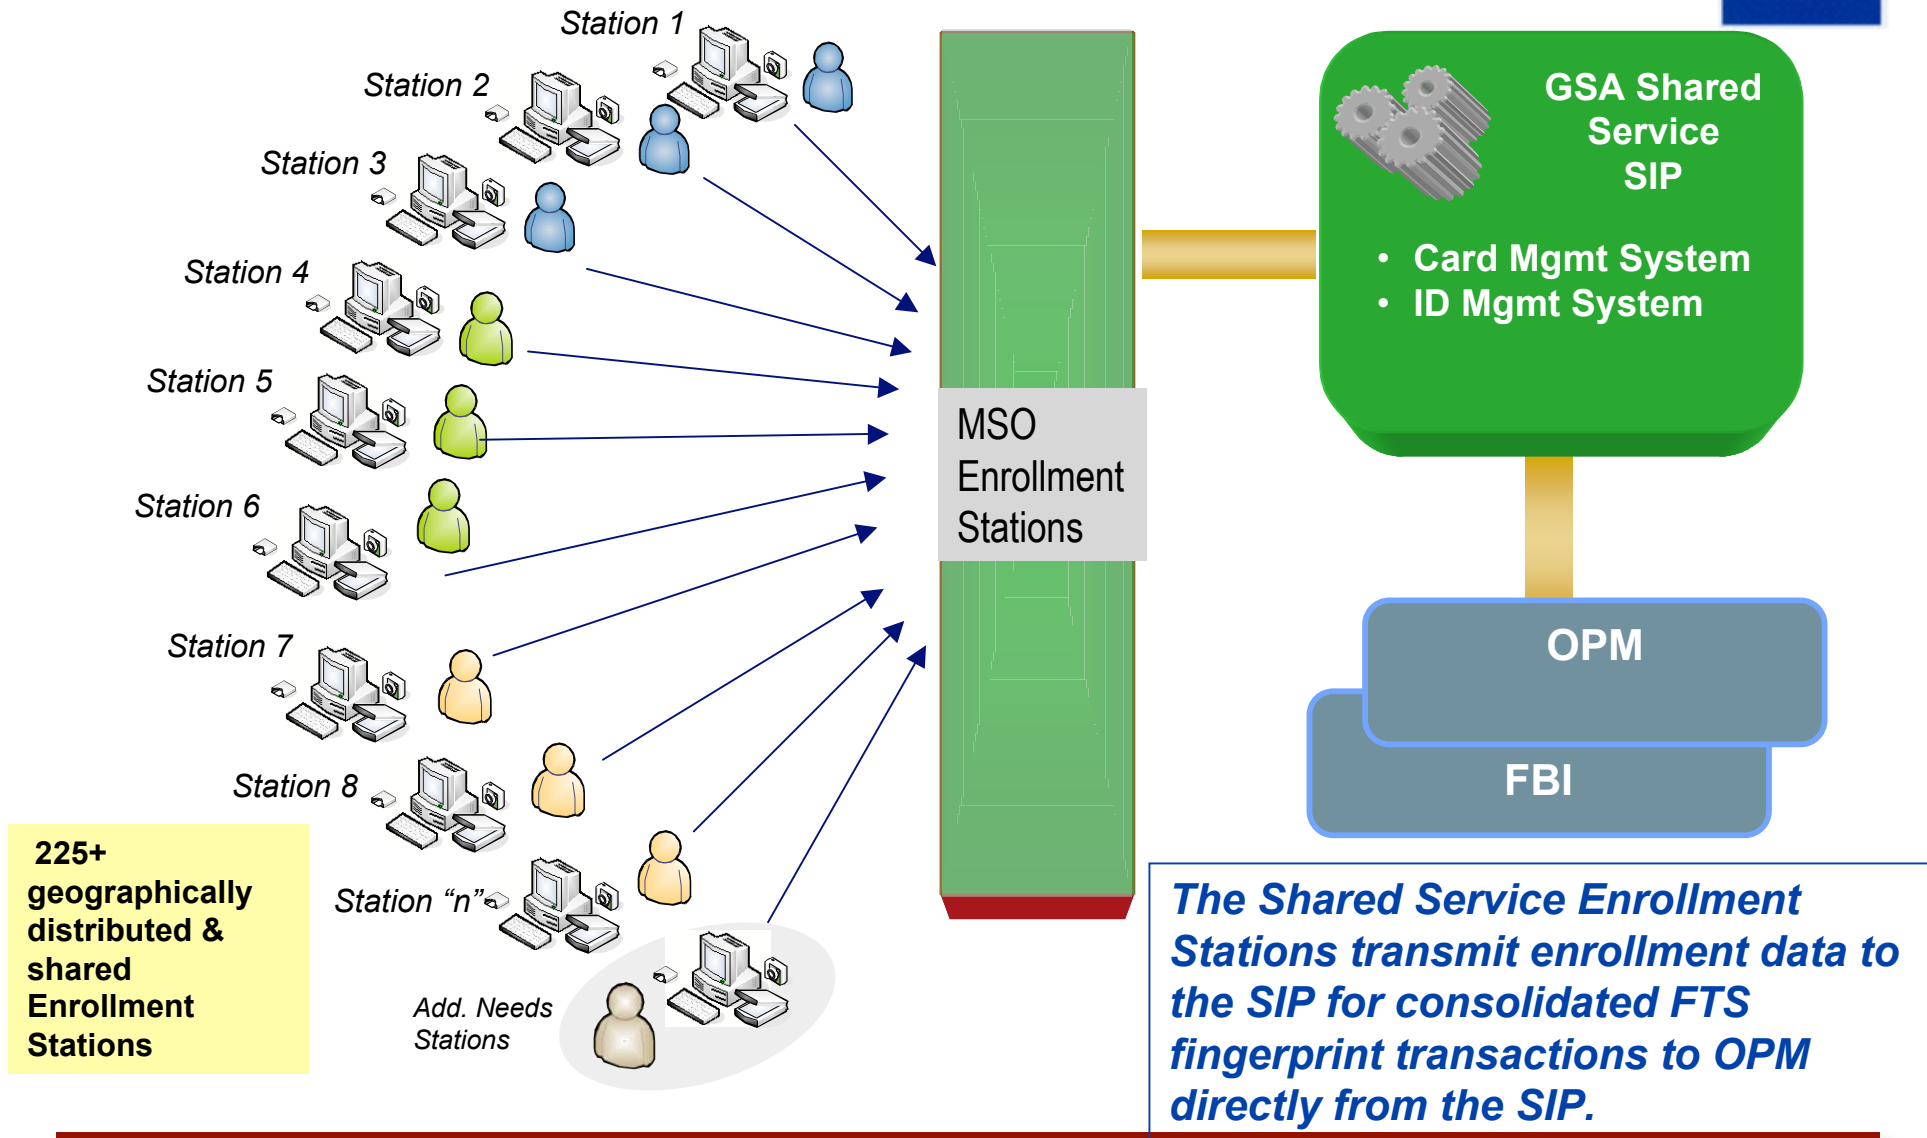 Station 1
Station 2
Station 3
Station 4
Station 5
Station 6
Station 7
Station 8
Station “n”
Add. Needs
Stations
225+
geographically
distributed &
shared
Enrollment
Stations
MSO
Enrollment
Stations
GSA Shared
Service
SIP
• Card Mgmt System
• ID Mgmt System
OPM
FBI
The Shared Service Enrollment
Stations transmit enrollment data to
the SIP for consolidated FTS
fingerprint transactions to OPM
directly from the SIP.